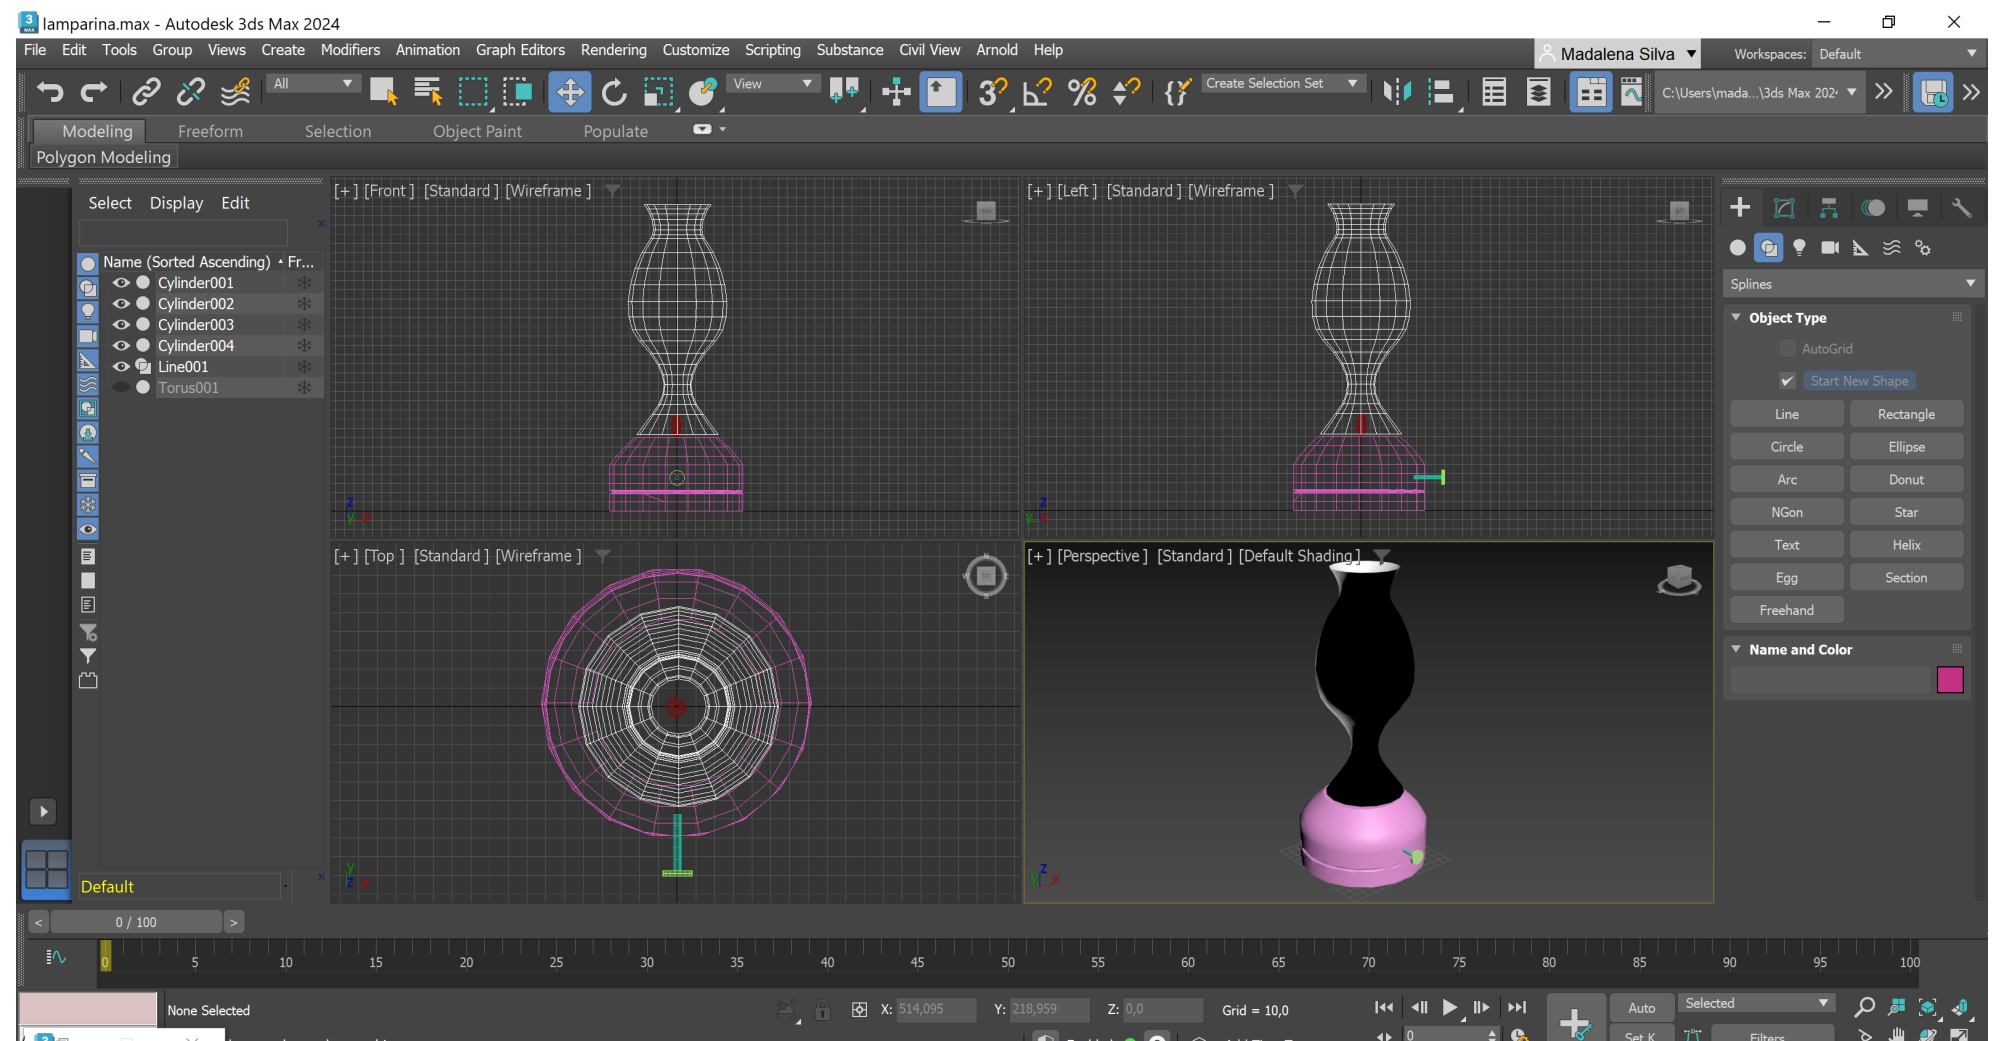 lamparina.max - Autodesk 3ds Max 2024
File Edit Tools Group Views Create Modifiers Animation Graph Editors Rendering Customize Scripting Substance Civil View Arnold Help
Madalena Silva
Workspaces: Default
All
View
Create Selection Set
C:\Users\mada...\3ds Max 202
Modeling Freeform Selection Object Paint Populate
Polygon Modeling
Select Display Edit
Name (Sorted Ascending) Fr...
Cylinder001
Cylinder002
Cylinder003
Cylinder004
Line001
Torus001
Default
[+] [Front] [Standard] [Wireframe]
z
y x
[+] [Left] [Standard] [Wireframe]
z
y x
[+] [Top] [Standard] [Wireframe]
N
W E
S
y
z x
[+] [Perspective] [Standard] [Default Shading]
z
y x
Splines
Object Type
AutoGrid
Start New Shape
Line Rectangle
Circle Ellipse
Arc Donut
NGon Star
Text Helix
Egg Section
Freehand
Name and Color
< 0 / 100 >
0 5 10 15 20 25 30 35 40 45 50 55 60 65 70 75 80 85 90 95 100
None Selected
X: 514,095 Y: 218,959 Z: 0,0 Grid = 10,0
Auto Selected
0
Set K Filters